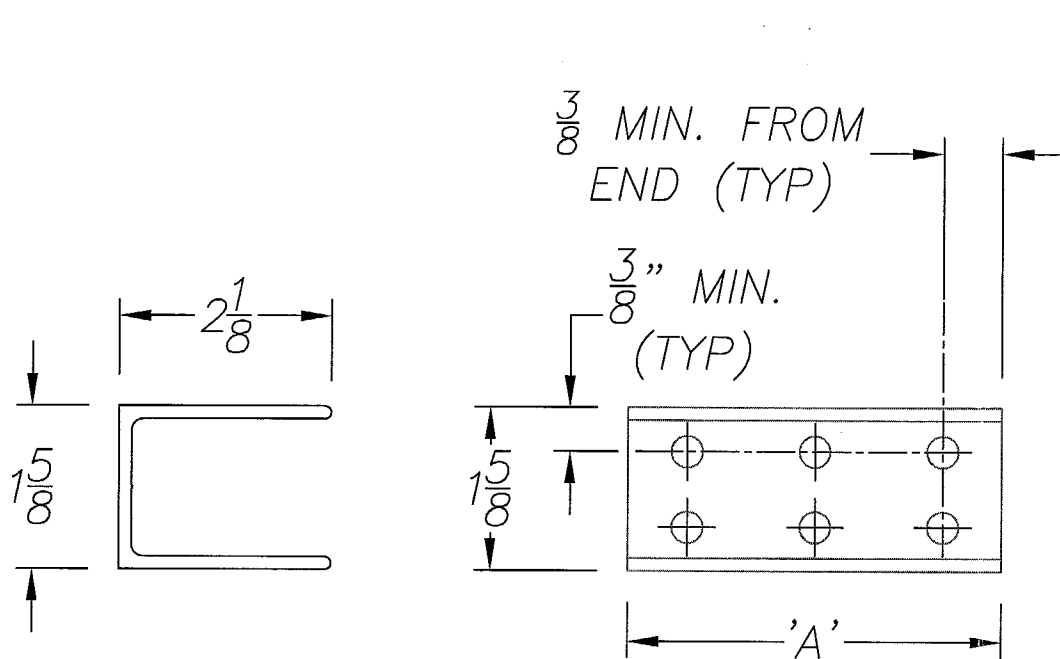 3/8 MIN. FROM
END (TYP)
3/8" MIN.
(TYP)
2 1/8
1 5/8
1 5/8
'A'